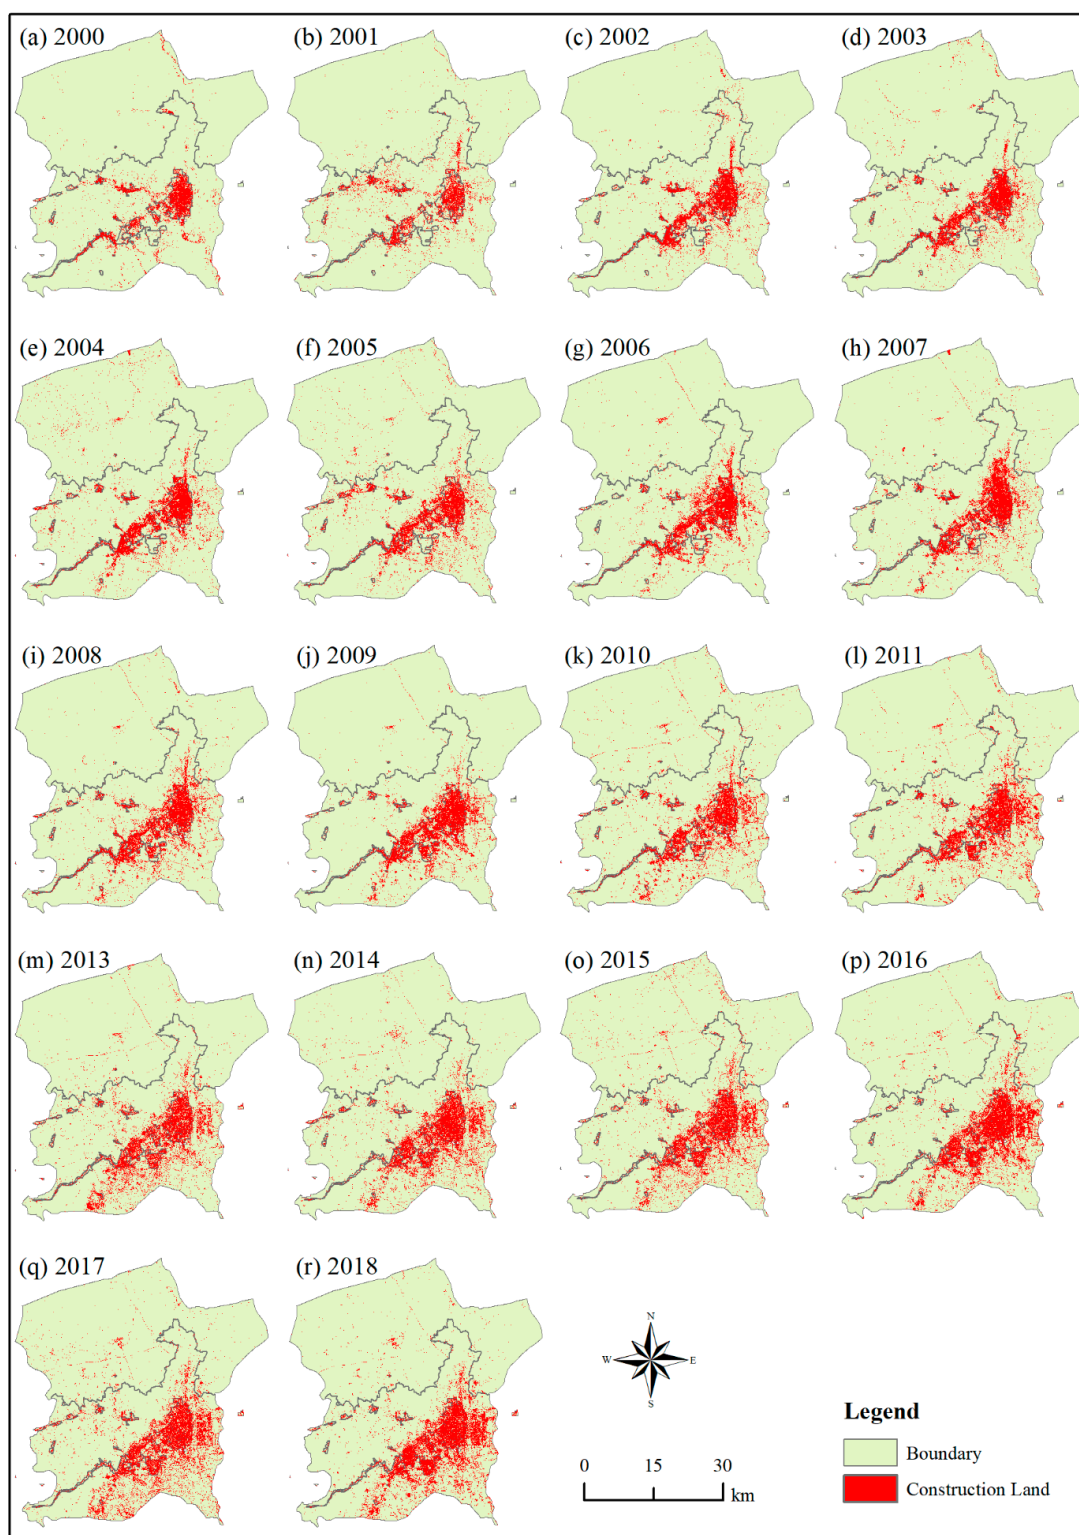 (a) 2000
(b) 2001
(c) 2002
(d) 2003
(e) 2004
(f) 2005
(g) 2006
(h) 2007
(i) 2008
(j) 2009
(k) 2010
(l) 2011
(m) 2013
(n) 2014
(o) 2015
(p) 2016
(q) 2017
(r) 2018
N
W E
S
Legend
Boundary
Construction Land
0 15 30
km